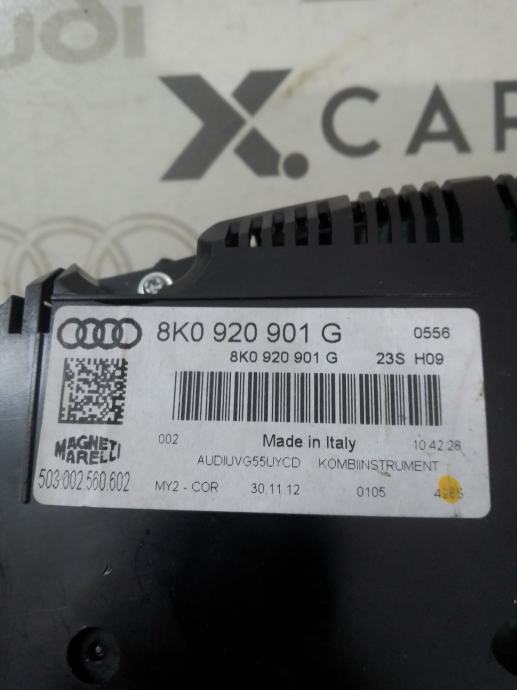 udi
X.CAR
8K0 920 901 G 0556
8K0 920 901 G 23S H09
002 Made in Italy 10:42:28
MAGNETI
MARELLI
AUDIUVG55UYCD KOMBIINSTRUMENT
503.002.560.602 MY2 - COR 30.11.12 0105